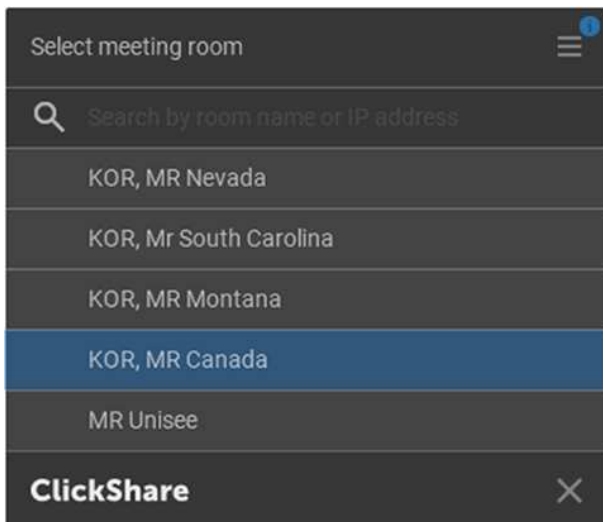 Select meeting room
i
Search by room name or IP address
KOR, MR Nevada
KOR, Mr South Carolina
KOR, MR Montana
KOR, MR Canada
MR Unisee
ClickShare